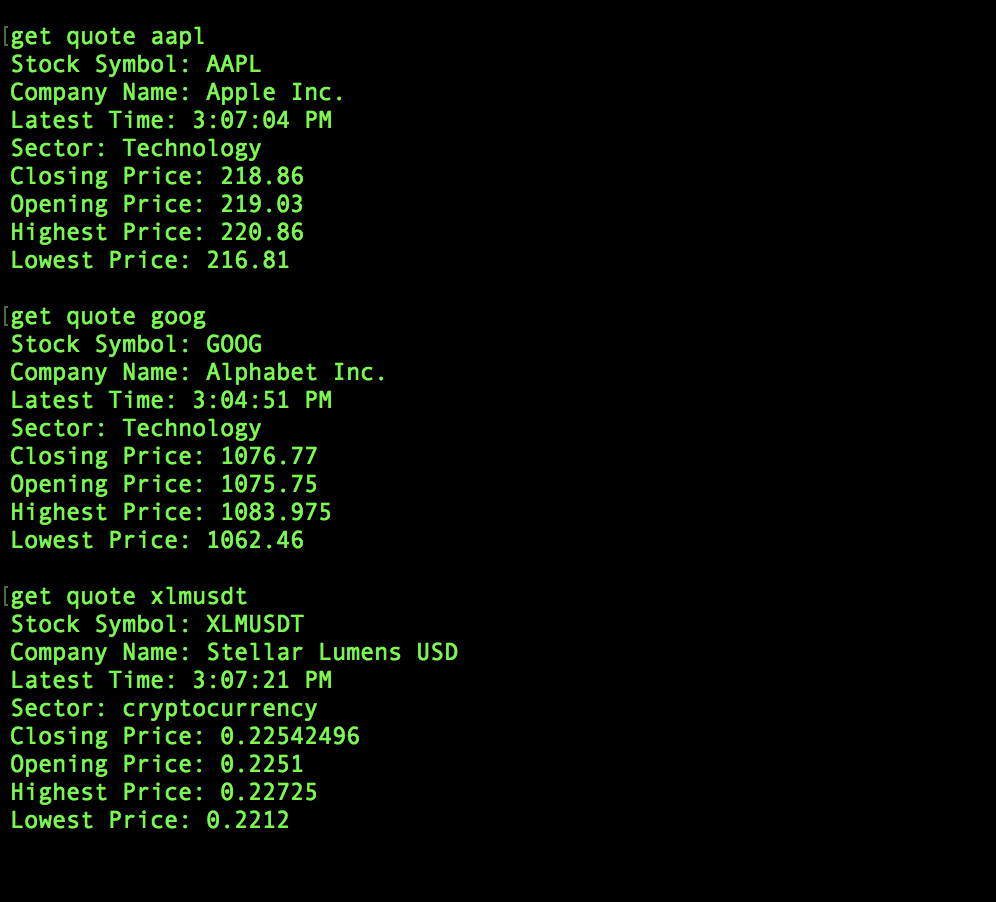 [get quote aapl
Stock Symbol: AAPL
Company Name: Apple Inc.
Latest Time: 3:07:04 PM
Sector: Technology
Closing Price: 218.86
Opening Price: 219.03
Highest Price: 220.86
Lowest Price: 216.81
[get quote goog
Stock Symbol: GOOG
Company Name: Alphabet Inc.
Latest Time: 3:04:51 PM
Sector: Technology
Closing Price: 1076.77
Opening Price: 1075.75
Highest Price: 1083.975
Lowest Price: 1062.46
[get quote xlmusdt
Stock Symbol: XLMUSDT
Company Name: Stellar Lumens USD
Latest Time: 3:07:21 PM
Sector: cryptocurrency
Closing Price: 0.22542496
Opening Price: 0.2251
Highest Price: 0.22725
Lowest Price: 0.2212